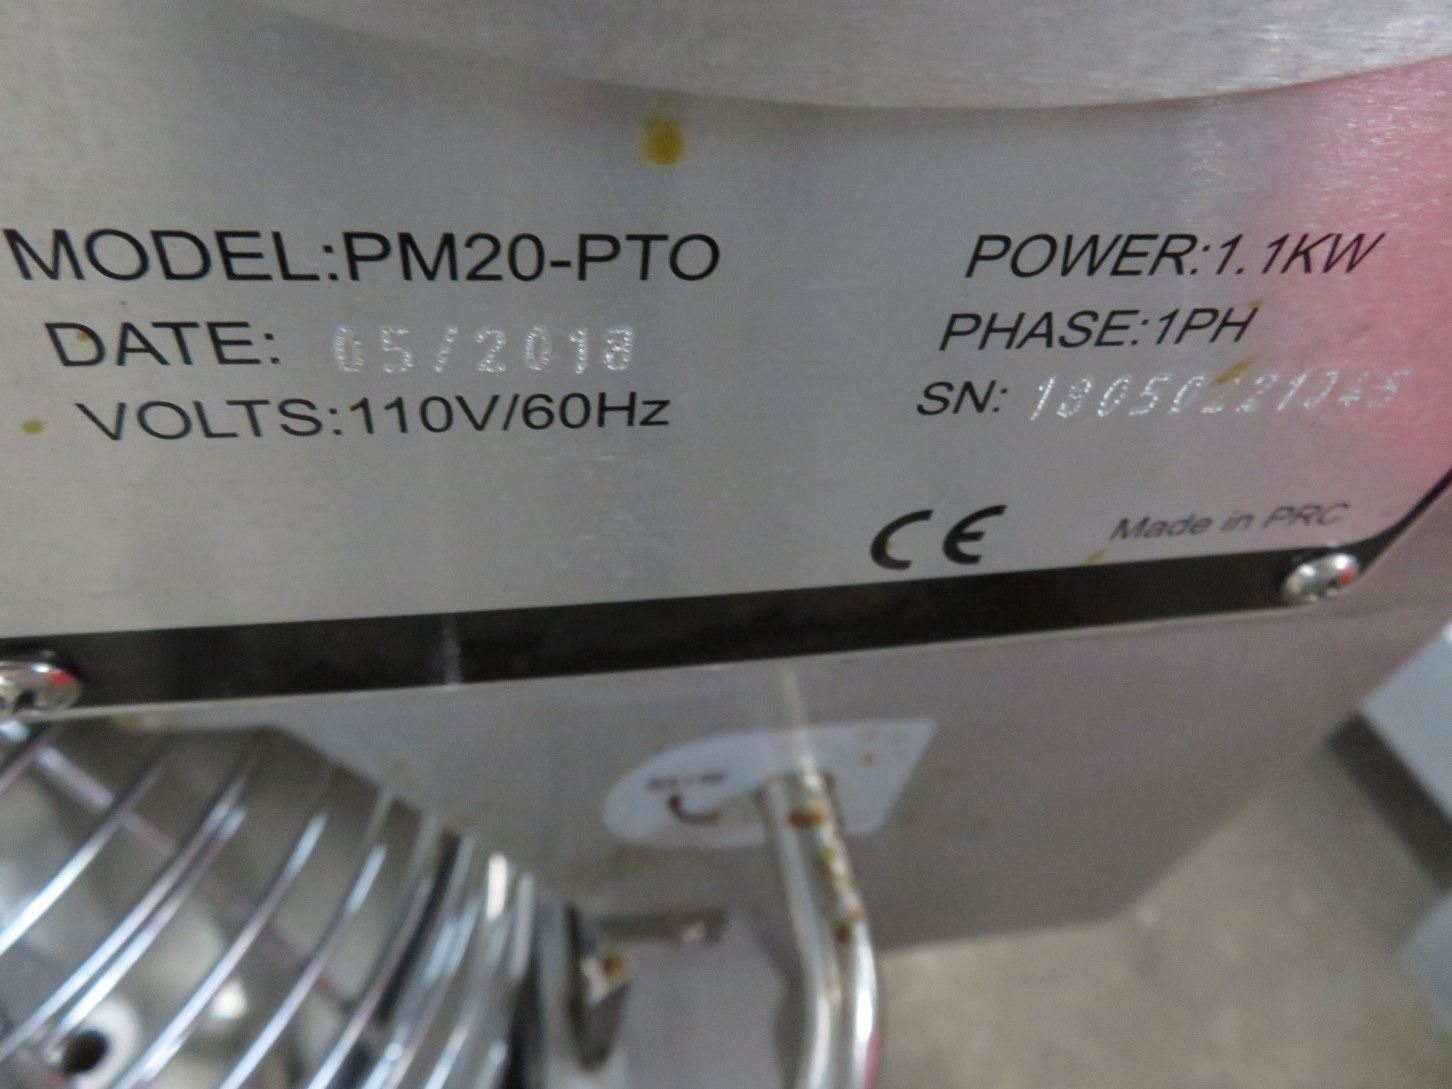 MODEL:PM20-PTO
DATE: 05/2018
VOLTS:110V/60Hz
POWER:1.1KW
PHASE:1PH
SN:
CE
Made in PRC